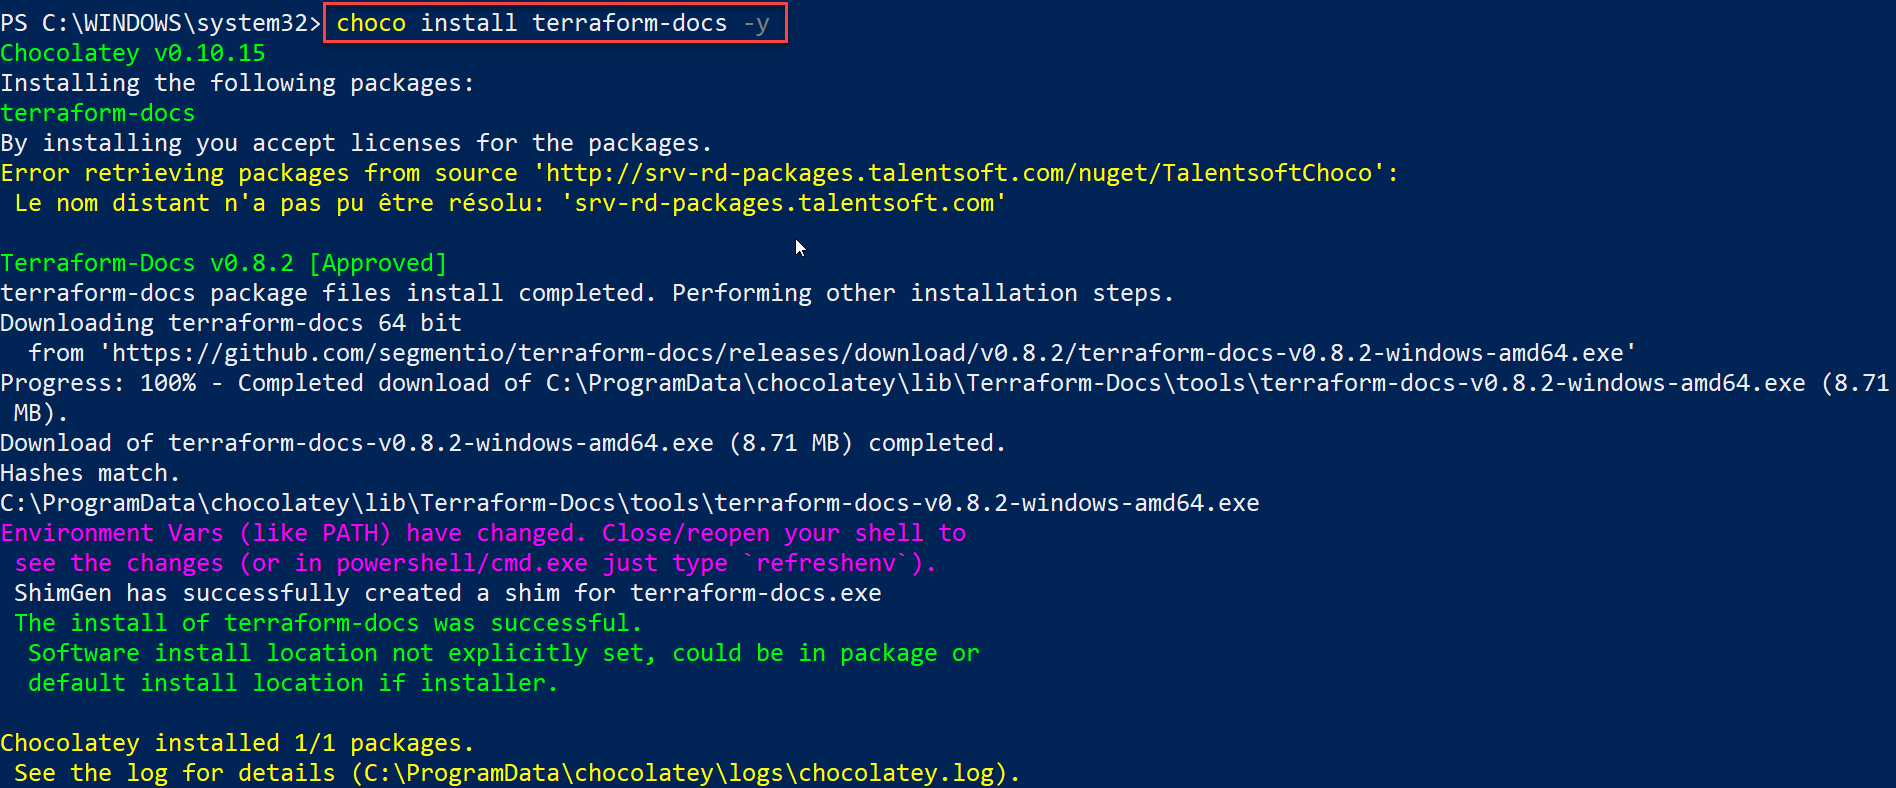 PS C:\WINDOWS\system32> choco install terraform-docs -y
Chocolatey v0.10.15
Installing the following packages:
terraform-docs
By installing you accept licenses for the packages.
Error retrieving packages from source 'http://srv-rd-packages.talentsoft.com/nuget/TalentsoftChoco':
 Le nom distant n'a pas pu être résolu: 'srv-rd-packages.talentsoft.com'
Terraform-Docs v0.8.2 [Approved]
terraform-docs package files install completed. Performing other installation steps.
Downloading terraform-docs 64 bit
  from 'https://github.com/segmentio/terraform-docs/releases/download/v0.8.2/terraform-docs-v0.8.2-windows-amd64.exe'
Progress: 100% - Completed download of C:\ProgramData\chocolatey\lib\Terraform-Docs\tools\terraform-docs-v0.8.2-windows-amd64.exe (8.71
 MB).
Download of terraform-docs-v0.8.2-windows-amd64.exe (8.71 MB) completed.
Hashes match.
C:\ProgramData\chocolatey\lib\Terraform-Docs\tools\terraform-docs-v0.8.2-windows-amd64.exe
Environment Vars (like PATH) have changed. Close/reopen your shell to
 see the changes (or in powershell/cmd.exe just type `refreshenv`).
 ShimGen has successfully created a shim for terraform-docs.exe
 The install of terraform-docs was successful.
  Software install location not explicitly set, could be in package or
  default install location if installer.
Chocolatey installed 1/1 packages.
 See the log for details (C:\ProgramData\chocolatey\logs\chocolatey.log).